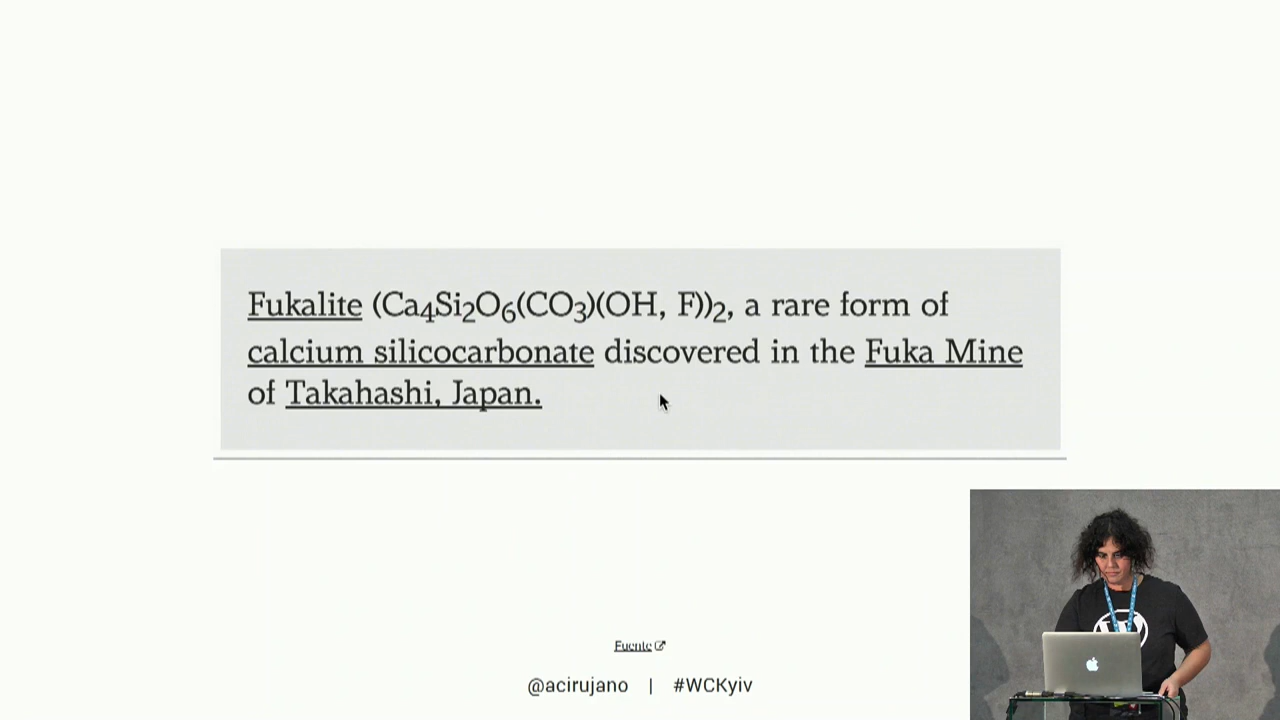 Fukalite (Ca₄Si₂O₆(CO₃)(OH, F))₂, a rare form of
calcium silicocarbonate discovered in the Fuka Mine
of Takahashi, Japan.
Fuente
@acirujano | #WCKyiv